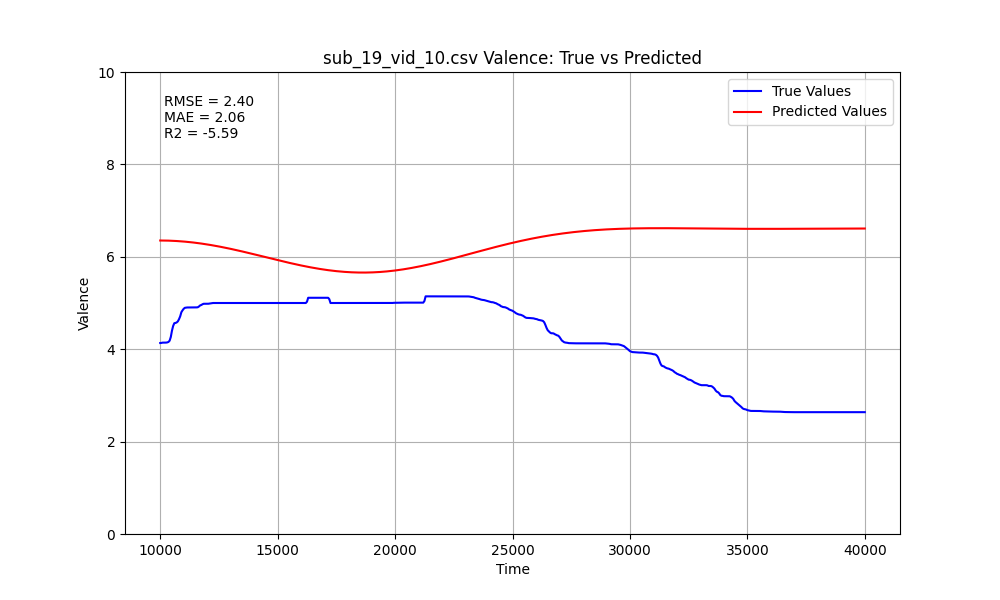 sub_19_vid_10.csv Valence: True vs Predicted
RMSE = 2.40
MAE = 2.06
R2 = -5.59
True Values
Predicted Values
Valence
10
8
6
4
2
0
10000 15000 20000 25000 30000 35000 40000
Time